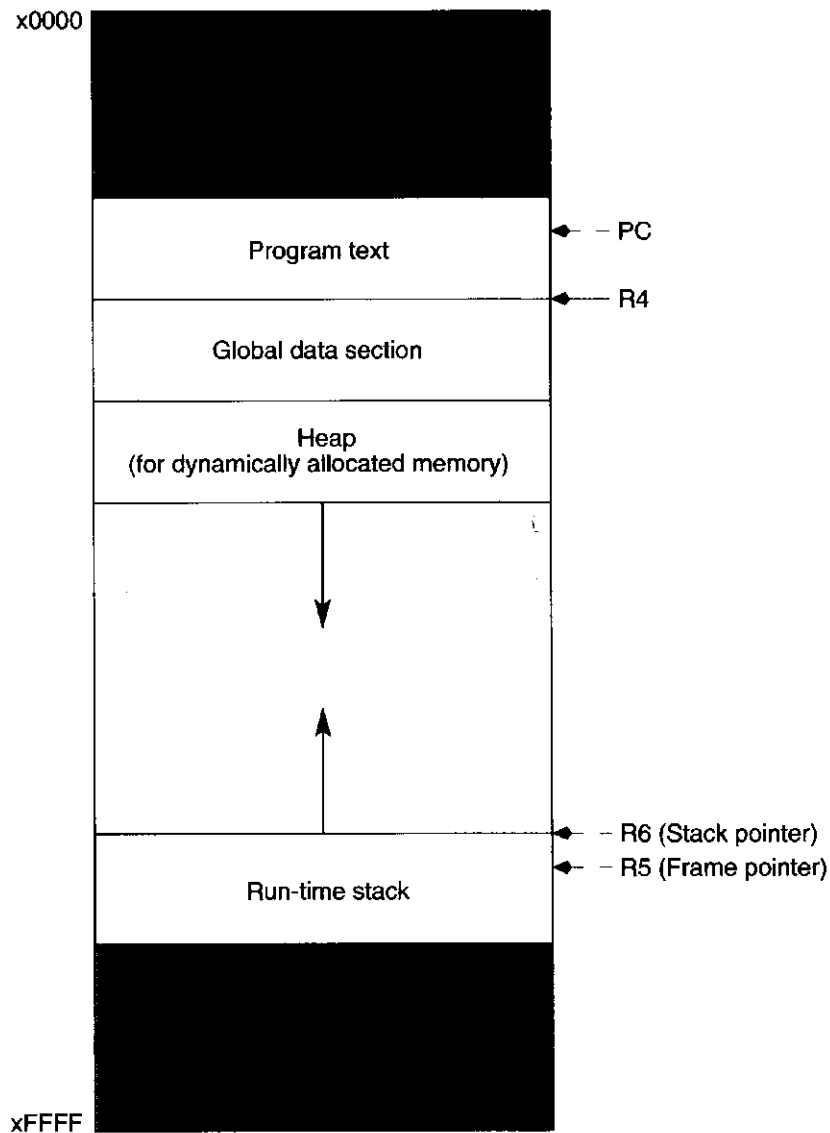 x0000
PC
Program text
R4
Global data section
Heap
(for dynamically allocated memory)
R6 (Stack pointer)
R5 (Frame pointer)
Run-time stack
xFFFF